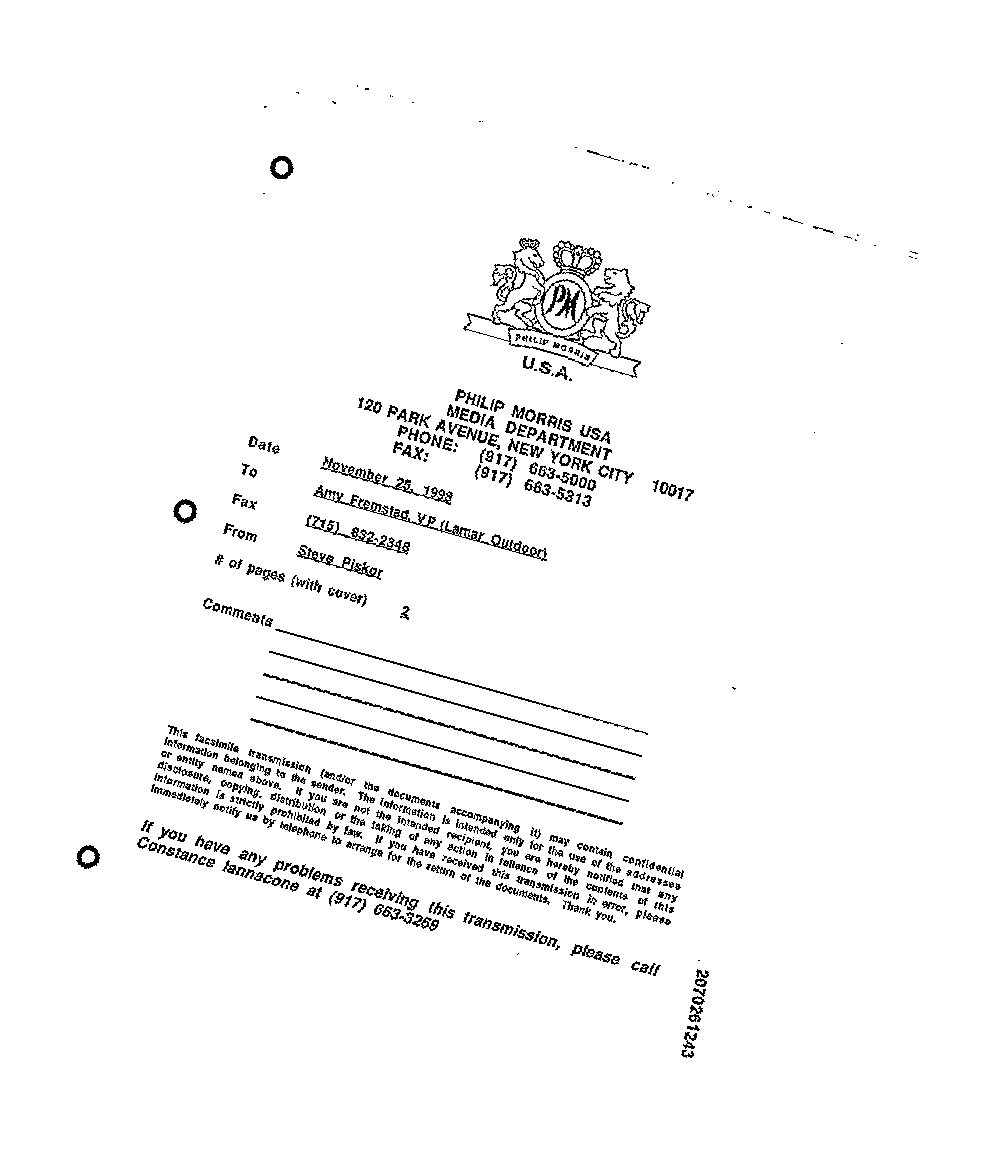 PM
PHILIP MORRIS
U.S.A.
PHILIP MORRIS USA
MEDIA DEPARTMENT
120 PARK AVENUE, NEW YORK CITY 10017
PHONE: (917) 663-5000
FAX: (917) 663-5313
Date November 25, 1998
To Amy Fremstad, VP (Lamar Outdoor)
Fax (715) 832-2348
From Steve Piskor
# of pages (with cover) 2
Comments
This facsimile transmission (and/or the documents accompanying it) may contain confidential
information belonging to the sender. The information is intended only for the use of the addressee
or entity named above. If you are not the intended recipient, you are hereby notified that any
disclosure, copying, distribution or the taking of any action in reliance of the contents of this
information is strictly prohibited by law. If you have received this transmission in error, please
immediately notify us by telephone to arrange for the return of the documents. Thank you.
If you have any problems receiving this transmission, please call
Constance Iannacone at (917) 663-3269
2070261243